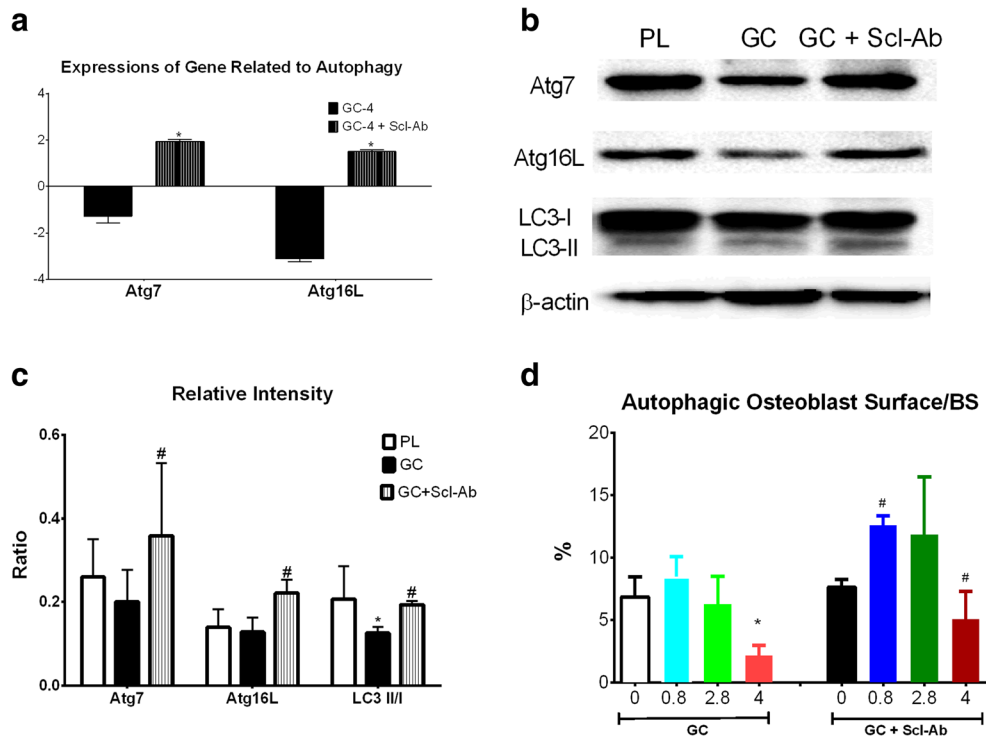 a
Expressions of Gene Related to Autophagy
GC-4
GC-4 + Scl-Ab
4
2
0
-2
-4
*
*
Atg7
Atg16L
b
PL GC GC + Scl-Ab
Atg7
Atg16L
LC3-I
LC3-II
β-actin
c
Relative Intensity
PL
GC
GC+Scl-Ab
Ratio
0.6
0.4
0.2
0.0
#
#
*
#
Atg7 Atg16L LC3 II/I
d
Autophagic Osteoblast Surface/BS
%
20
15
10
5
0
*
#
#
0 0.8 2.8 4 0 0.8 2.8 4
GC GC + Scl-Ab